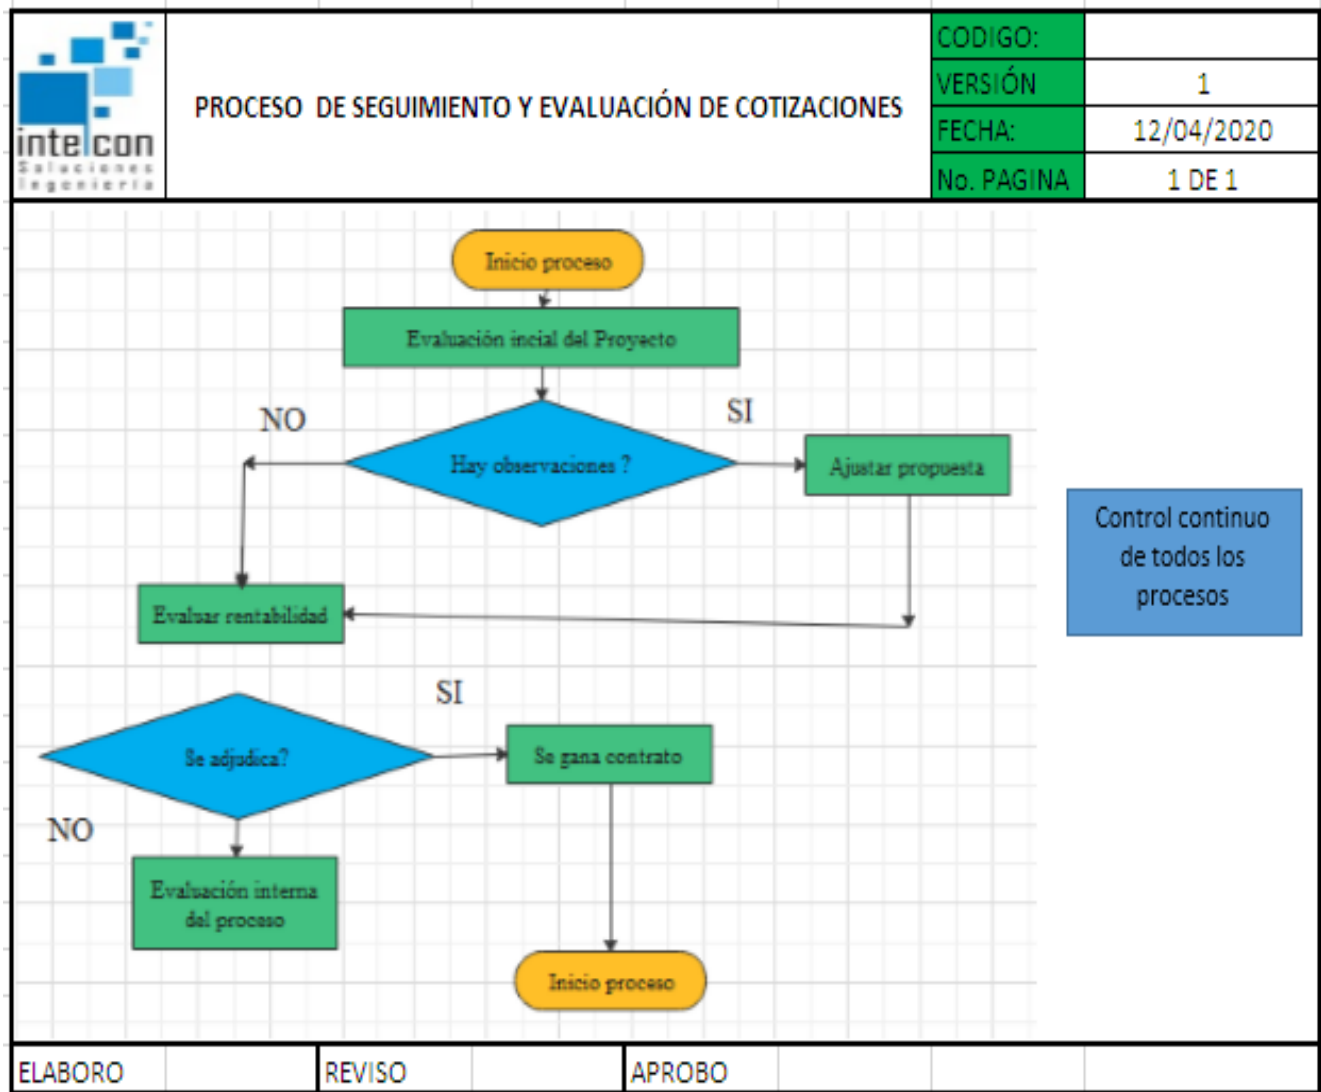 intelcon
Soluciones
Ingeniería
PROCESO DE SEGUIMIENTO Y EVALUACIÓN DE COTIZACIONES
CODIGO:
VERSIÓN 1
FECHA: 12/04/2020
No. PAGINA 1 DE 1
Inicio proceso
Evaluación incial del Proyecto
NO
SI
Hay observaciones ?
Ajustar propuesta
Control continuo
de todos los
procesos
Evaluar rentabilidad
SI
Se adjudica?
Se gana contrato
NO
Evaluación interna
del proceso
Inicio proceso
ELABORO REVISO APROBO